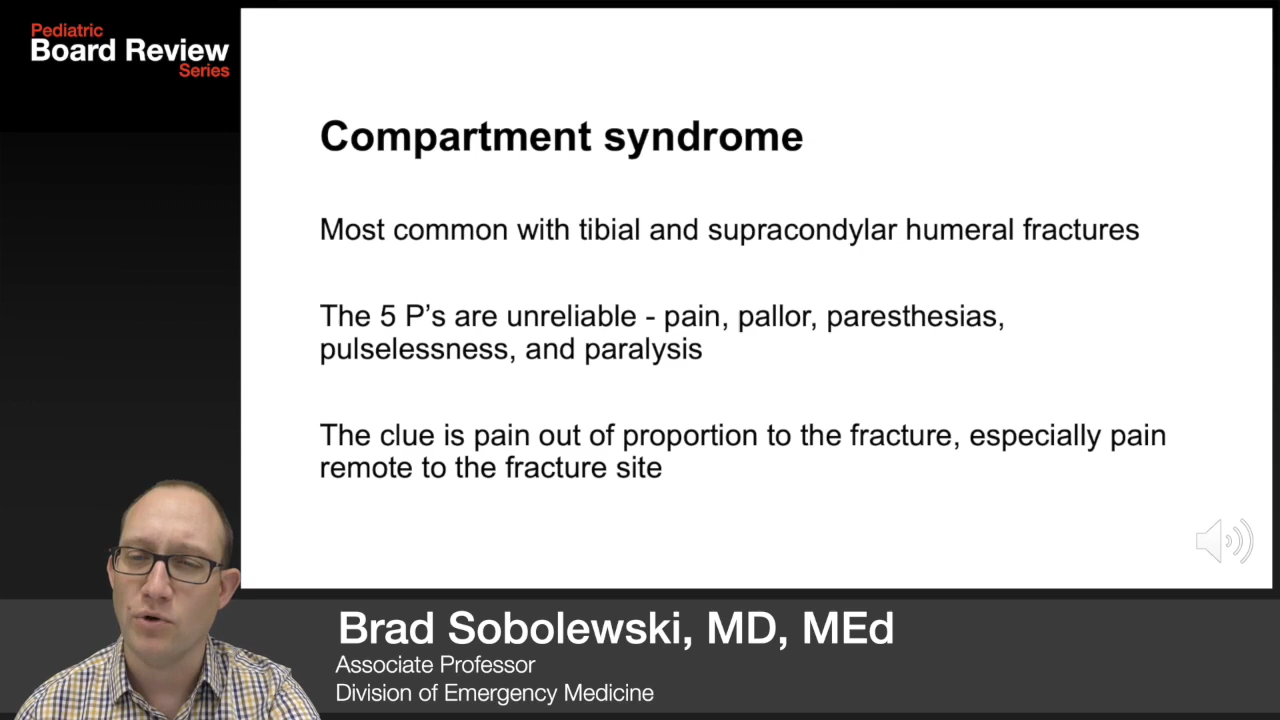 Pediatric
Board Review
Series
Compartment syndrome
Most common with tibial and supracondylar humeral fractures
The 5 P’s are unreliable - pain, pallor, paresthesias,
pulselessness, and paralysis
The clue is pain out of proportion to the fracture, especially pain
remote to the fracture site
Brad Sobolewski, MD, MEd
Associate Professor
Division of Emergency Medicine